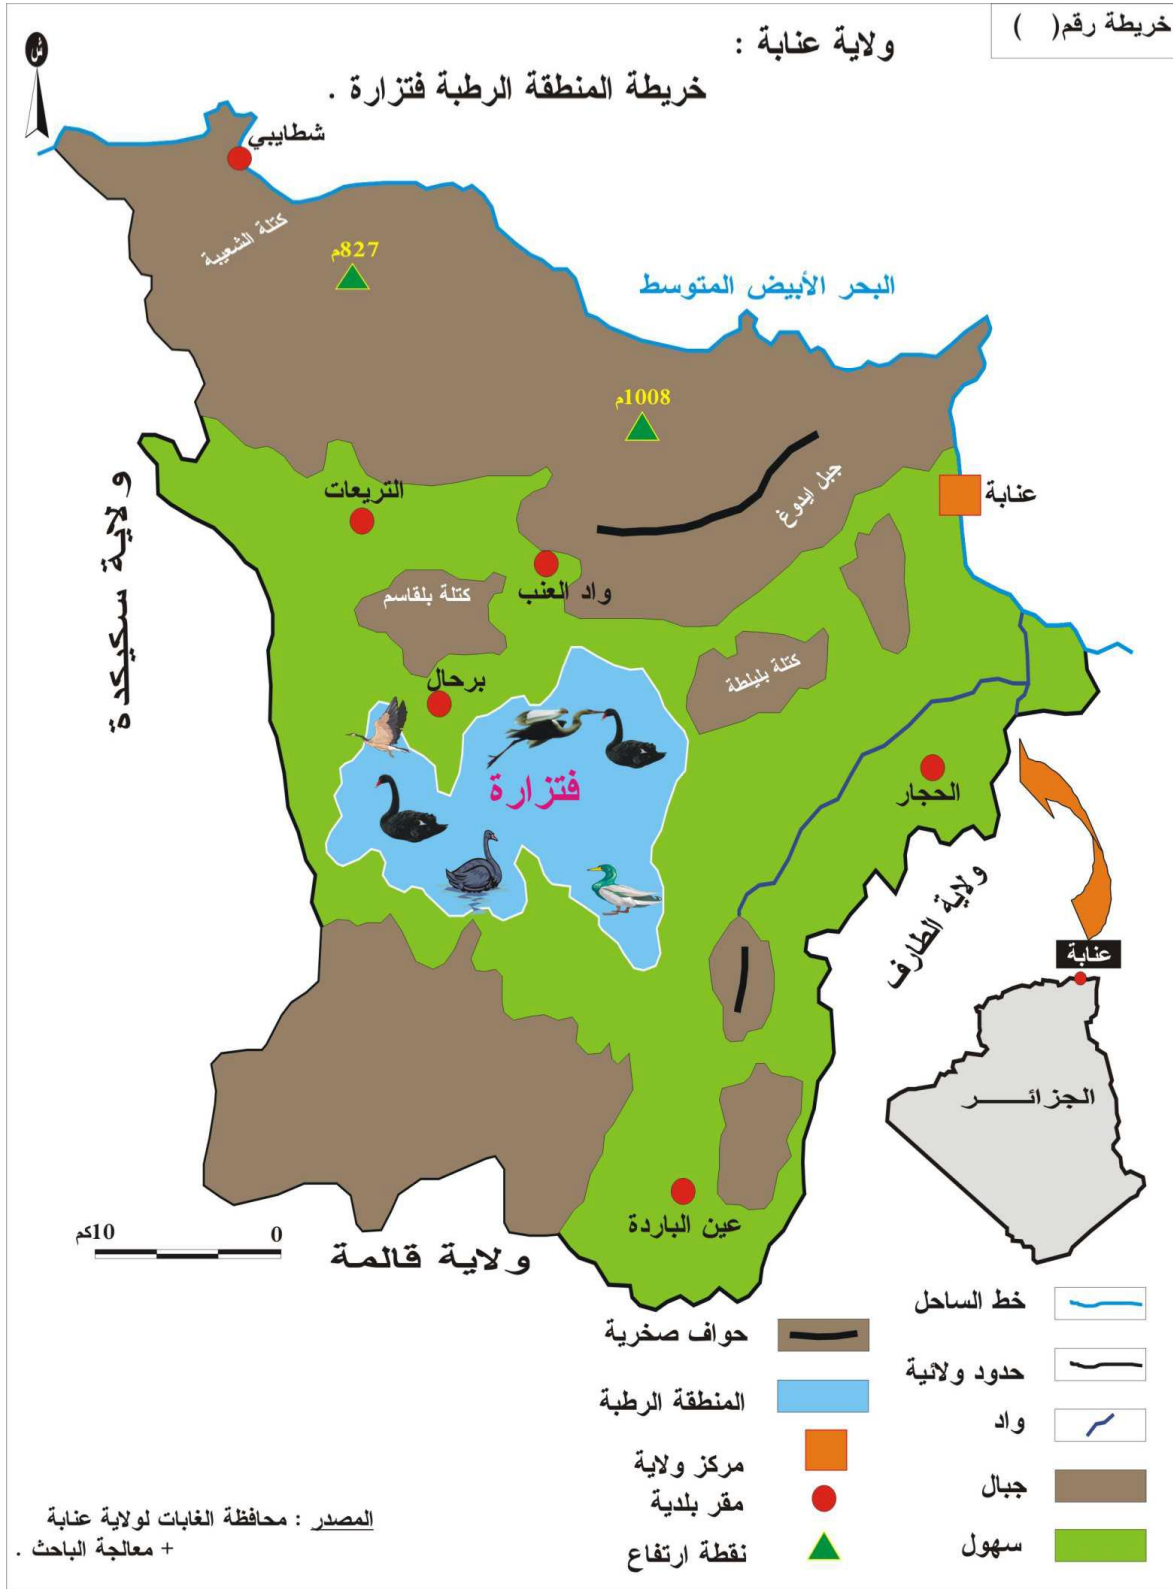 خريطة رقم( )
ولاية عنابة :
خريطة المنطقة الرطبة فتزارة .
ش
شطايبي
كتلة الشعيبة
827م
البحر الأبيض المتوسط
1008م
جبل ايدوغ
عنابة
التريعات
ولاية سكيكدة
واد العنب
كتلة بلقاسم
كتلة بليلطة
برحال
فتزارة
الحجار
ولاية الطارف
عنابة
الجزائـــــر
عين الباردة
10كم 0
ولاية قالمة
خط الساحل
حدود ولائية
واد
جبال
سهول
حواف صخرية
المنطقة الرطبة
مركز ولاية
مقر بلدية
نقطة ارتفاع
المصدر : محافظة الغابات لولاية عنابة
+ معالجة الباحث .